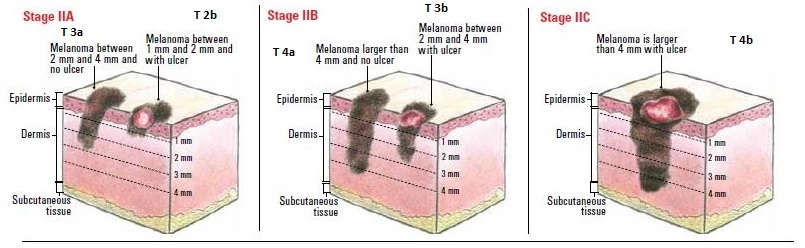 Stage IIA
T 2b
T 3a
Melanoma between
2 mm and 4 mm and
no ulcer
Melanoma between
1 mm and 2 mm and
with ulcer
Epidermis
Dermis
Subcutaneous
tissue
1 mm
2 mm
3 mm
4 mm
Stage IIB
T 3b
T 4a
Melanoma larger than
4 mm and no ulcer
Melanoma between
2 mm and 4 mm
with ulcer
Epidermis
Dermis
Subcutaneous
tissue
1 mm
2 mm
3 mm
4 mm
Stage IIC
Melanoma is larger
than 4 mm with ulcer
T 4b
Epidermis
Dermis
Subcutaneous
tissue
1 mm
2 mm
3 mm
4 mm